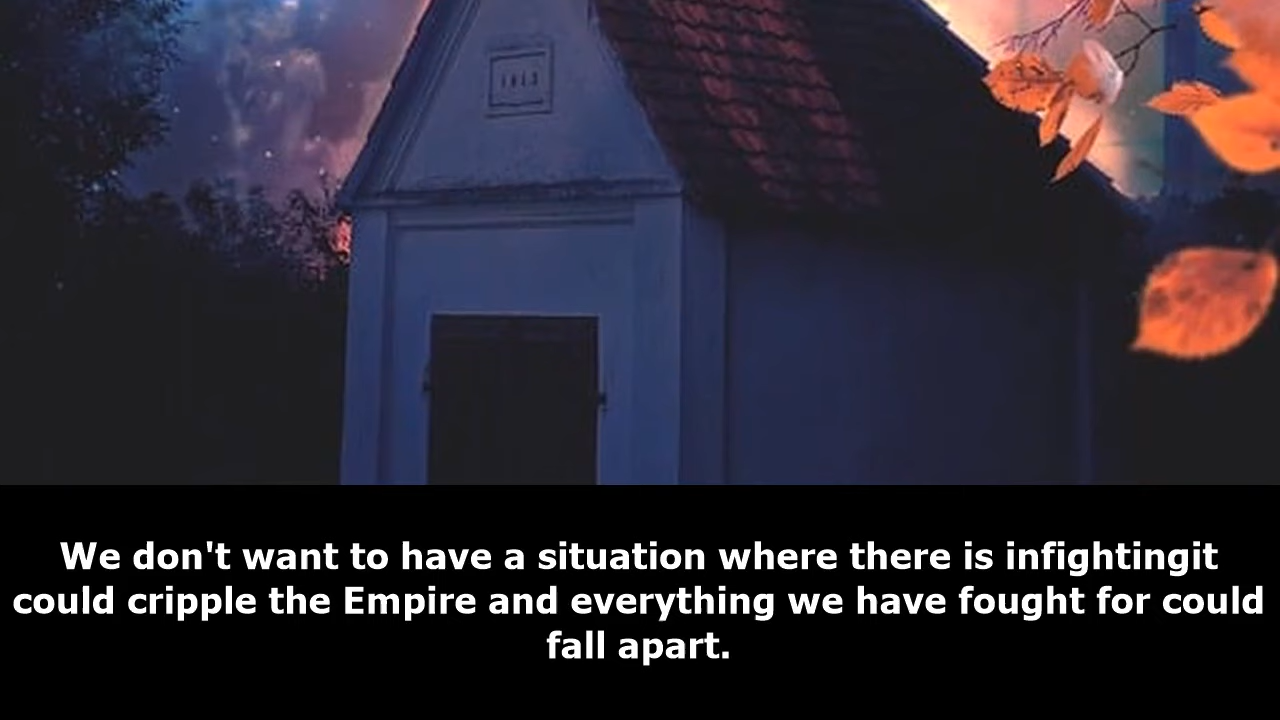 We don't want to have a situation where there is infightingit
could cripple the Empire and everything we have fought for could
fall apart.